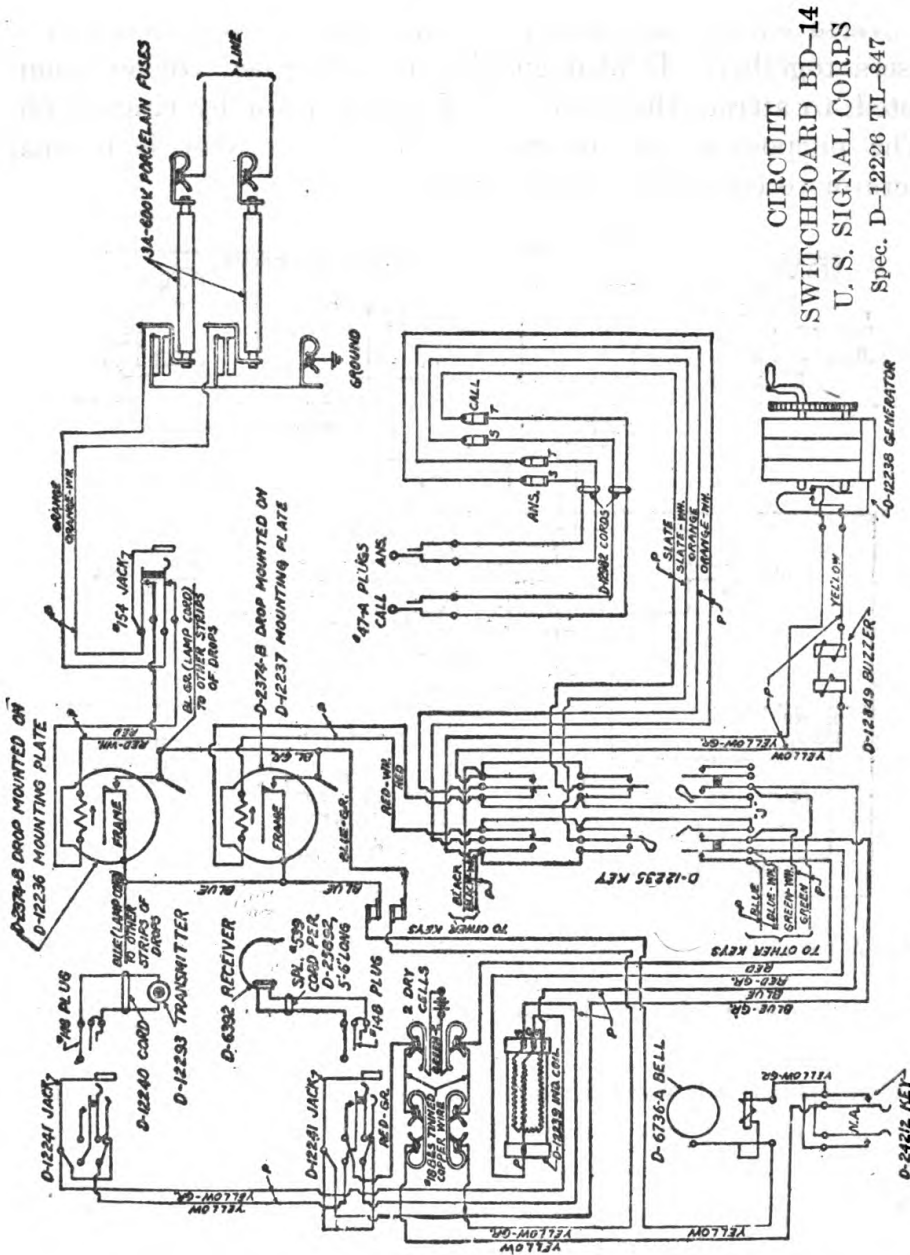 CIRCUIT
SWITCHBOARD BD–14
U. S. SIGNAL CORPS
Spec. D–12226 TL–847
D-2374-B DROP MOUNTED ON
D-12236 MOUNTING PLATE
#148 PLUG
BLUE (LAMP CORD)
TO OTHER
STRIPS OF
DROPS
D-12240 CORD
D-12293 TRANSMITTER
D-12241 JACK
FRAME
RED-WH.
RED
P
BL. GR. (LAMP CORD)
TO OTHER STRIPS
OF DROPS
#154 JACK
ORANGE
ORANGE-WH.
P
13A-600V PORCELAIN FUSES
LINE
GROUND
D-2374-B DROP MOUNTED ON
D-12237 MOUNTING PLATE
FRAME
BL-GR.
BLUE
BLUE
BLUE-GR.
D-6392 RECEIVER
SPL. #539
CORD PER
D-25892,
5'-6" LONG
#148 PLUG
D-12241 JACK
RED-GR.
2 DRY
CELLS
TINNED
COPPER WIRE
YELLOW-GR.
YELLOW
P
D-12239 IND. COIL
P
RED-WH.
RED
BLACK
P
TO OTHER KEYS
D-12235 KEY
BLUE
BLUE-WH.
GREEN-WH.
GREEN
P
P
TO OTHER KEYS
RED
RED-GR.
BLUE
BLUE-GR.
P
#47-A PLUGS
CALL
ANS.
CORDS
ANS.
S
T
CALL
S
T
P
SLATE
SLATE-WH.
ORANGE
ORANGE-WH.
P
YELLOW-GR.
YELLOW
P
D-12849 BUZZER
YELLOW
D-12238 GENERATOR
D-6736-A BELL
YELLOW-GR.
YELLOW
YELLOW-GR.
YELLOW
N.A.
D-24212 KEY